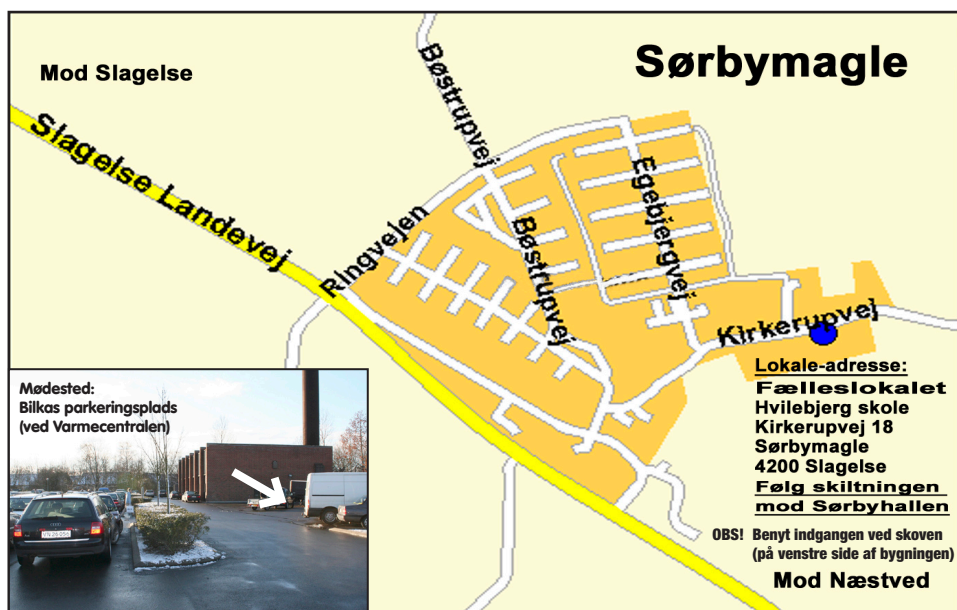 Sørbymagle
Mod Slagelse
Bøstrupvej
Slagelse Landevej
Ringvejen
Bøstrupvej
Egebjergvej
Kirkerupvej
Mødested:
Bilkas parkeringsplads
(ved Varmecentralen)
Lokale-adresse:
Fælleslokalet
Hvilebjerg skole
Kirkerupvej 18
Sørbymagle
4200 Slagelse
Følg skiltningen
mod Sørbyhallen
OBS! Benyt indgangen ved skoven
(på venstre side af bygningen)
Mod Næstved